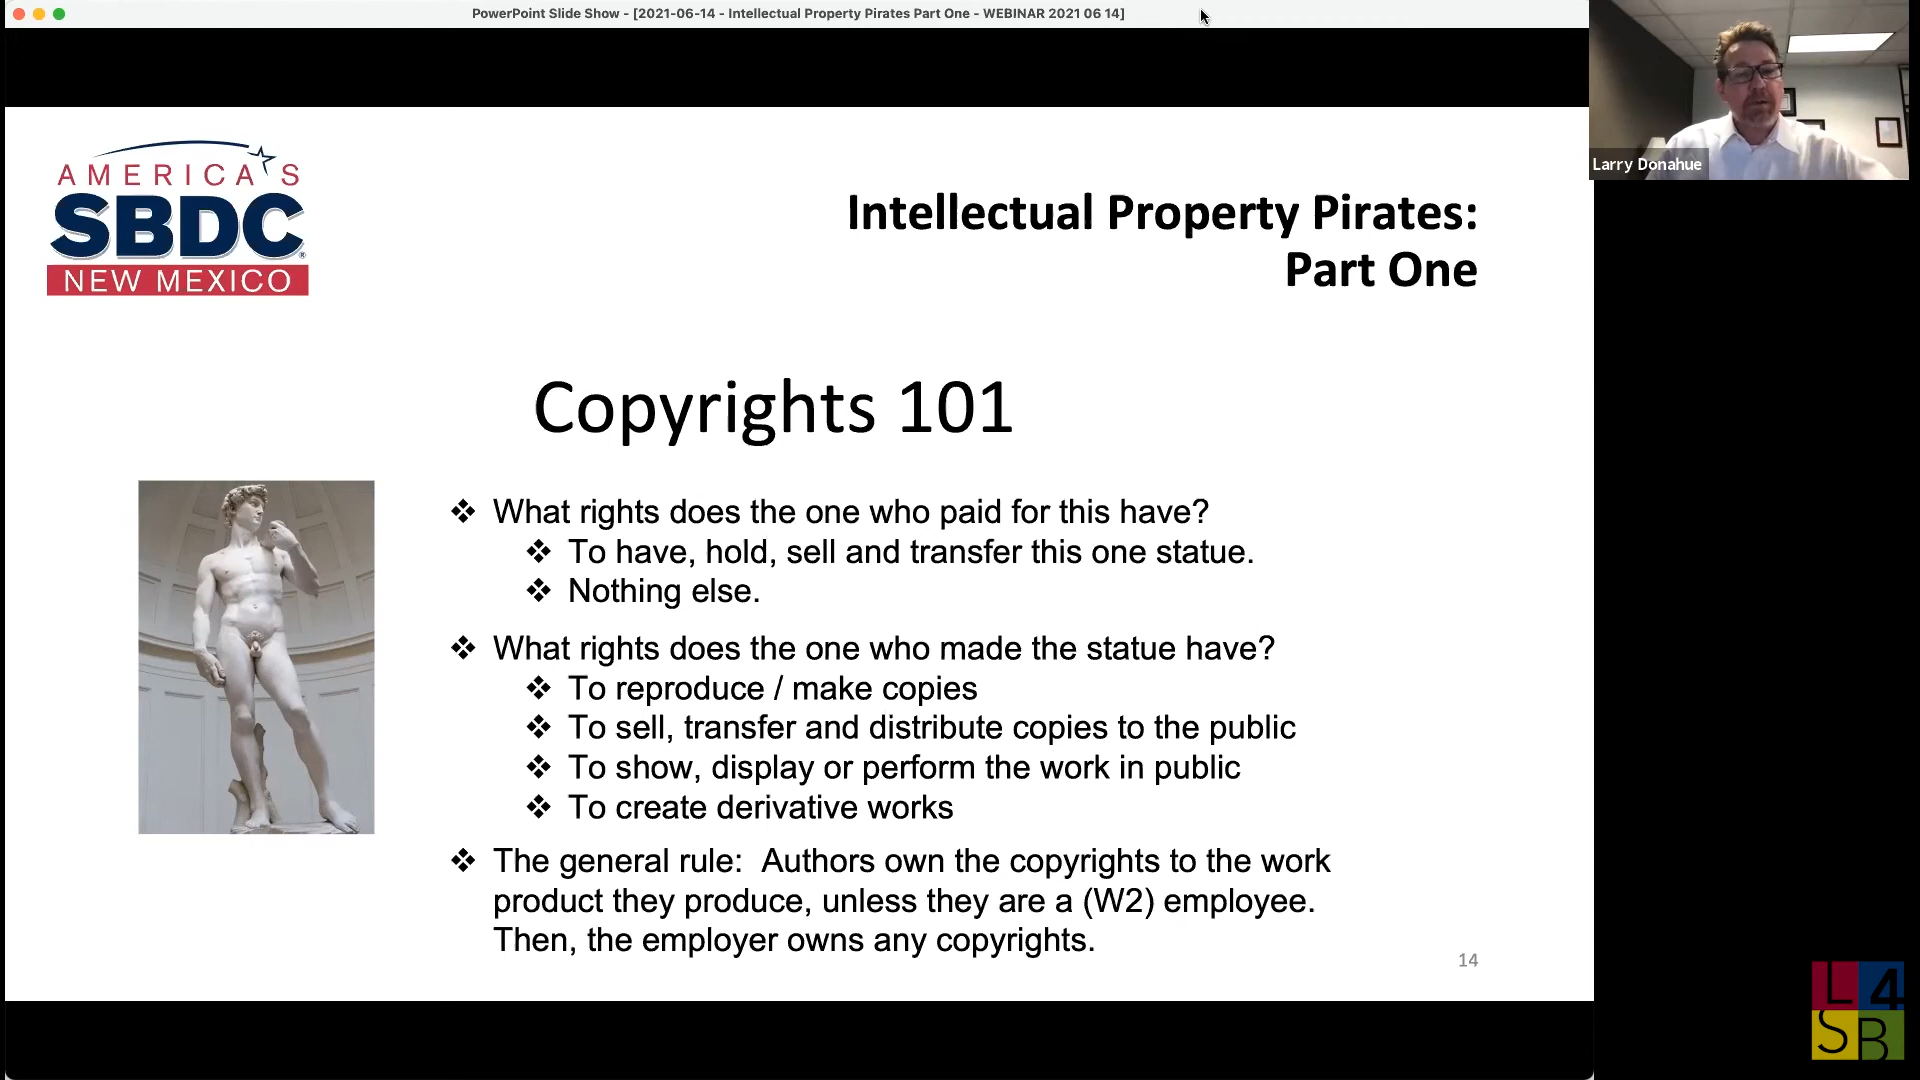 PowerPoint Slide Show - [2021-06-14 - Intellectual Property Pirates Part One - WEBINAR 2021 06 14]
Larry Donahue
AMERICA'S
SBDC®
NEW MEXICO
Intellectual Property Pirates:
Part One
Copyrights 101
❖ What rights does the one who paid for this have?
❖ To have, hold, sell and transfer this one statue.
❖ Nothing else.
❖ What rights does the one who made the statue have?
❖ To reproduce / make copies
❖ To sell, transfer and distribute copies to the public
❖ To show, display or perform the work in public
❖ To create derivative works
❖ The general rule:  Authors own the copyrights to the work
product they produce, unless they are a (W2) employee.
Then, the employer owns any copyrights.
14
L4
SB